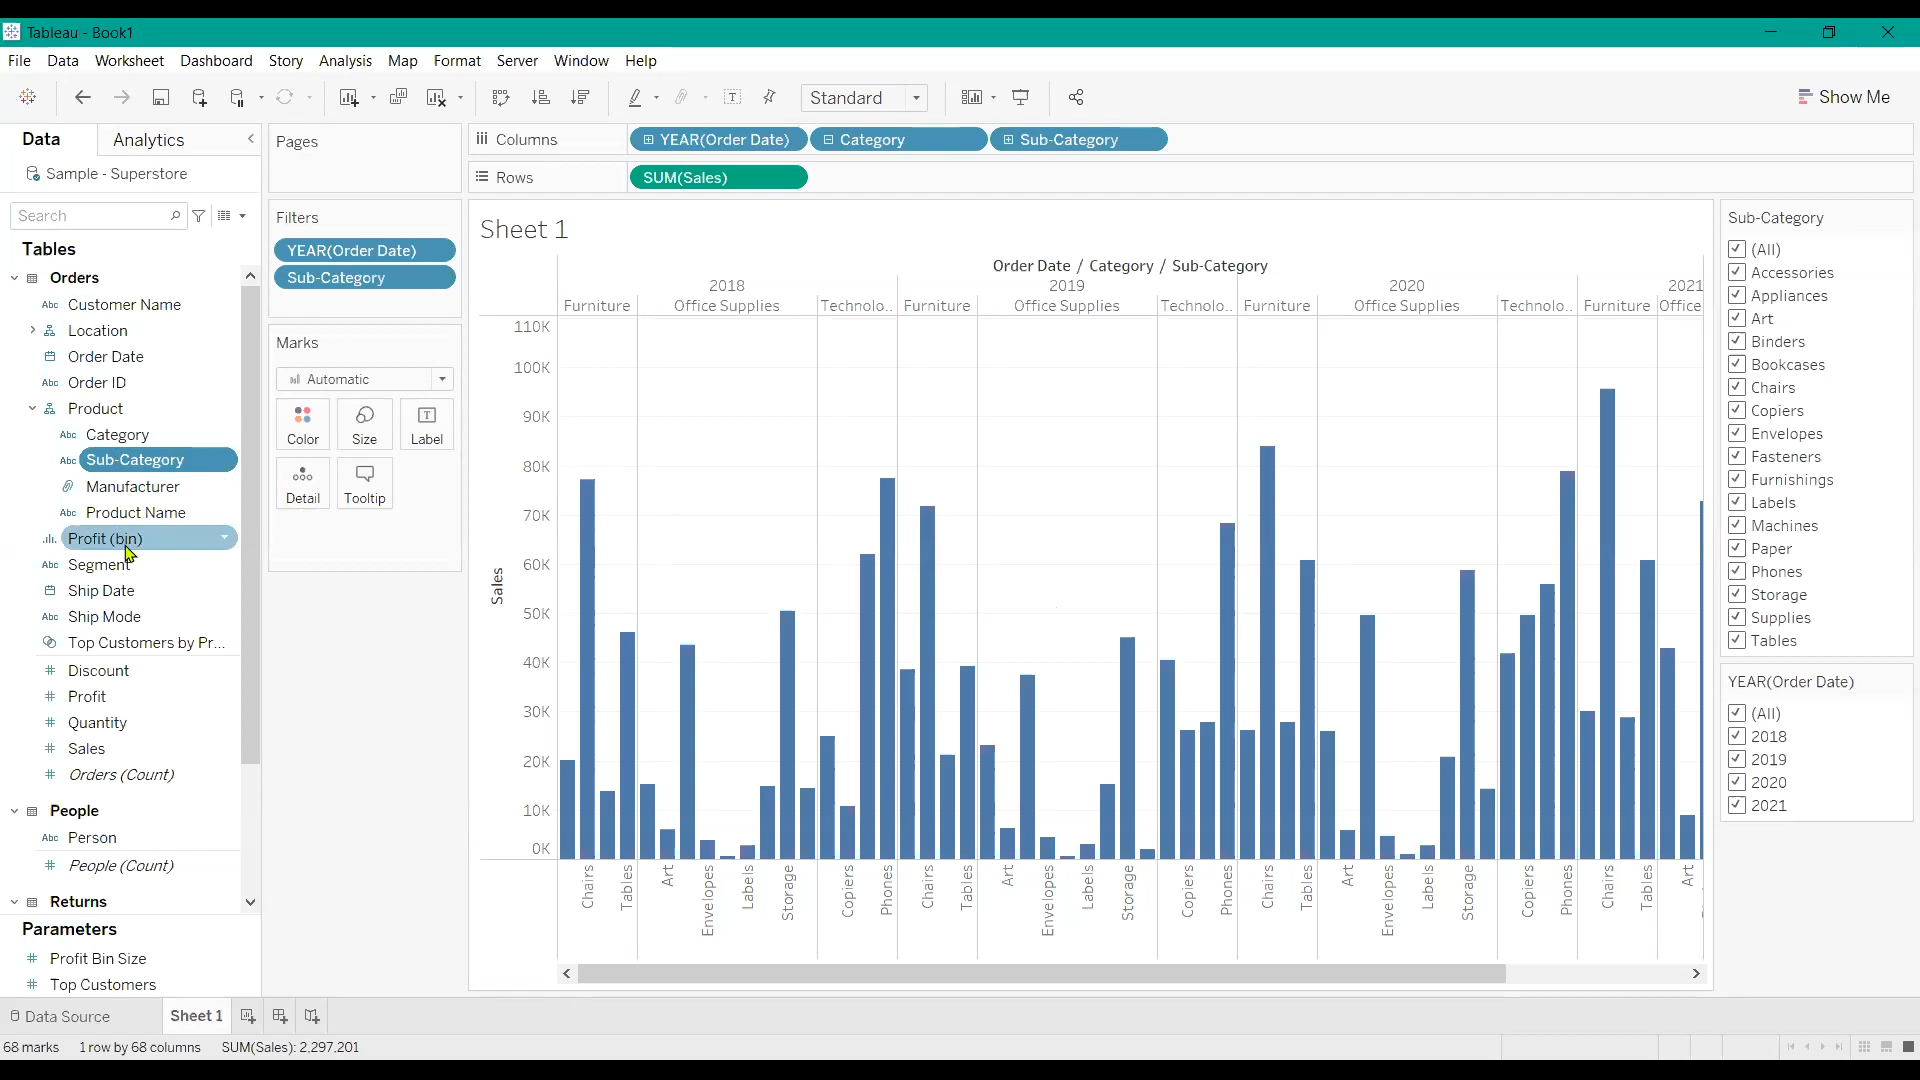 Tableau - Book1
File Data Worksheet Dashboard Story Analysis Map Format Server Window Help
Standard
Show Me
Data Analytics
Sample - Superstore
Search
Tables
Orders
Abc Customer Name
Location
Order Date
Abc Order ID
Product
Abc Category
Abc Sub-Category
Manufacturer
Abc Product Name
Profit (bin)
Abc Segment
Ship Date
Abc Ship Mode
Top Customers by Pr...
# Discount
# Profit
# Quantity
# Sales
# Orders (Count)
People
Abc Person
# People (Count)
Returns
Parameters
# Profit Bin Size
# Top Customers
Pages
Filters
YEAR(Order Date)
Sub-Category
Marks
Automatic
Color Size Label
Detail Tooltip
Columns YEAR(Order Date) Category Sub-Category
Rows SUM(Sales)
Sheet 1
Order Date / Category / Sub-Category
2018 2019 2020 2021
Furniture Office Supplies Technolo.. Furniture Office Supplies Technolo.. Furniture Office Supplies Technolo.. Furniture Office
110K
100K
90K
80K
70K
60K
50K
40K
30K
20K
10K
0K
Sales
Chairs Tables Art Envelopes Labels Storage Copiers Phones Chairs Tables Art Envelopes Labels Storage Copiers Phones Chairs Tables Art Envelopes Labels Storage Copiers Phones Chairs Tables Art
Sub-Category
(All)
Accessories
Appliances
Art
Binders
Bookcases
Chairs
Copiers
Envelopes
Fasteners
Furnishings
Labels
Machines
Paper
Phones
Storage
Supplies
Tables
YEAR(Order Date)
(All)
2018
2019
2020
2021
Data Source Sheet 1
68 marks 1 row by 68 columns SUM(Sales): 2,297,201